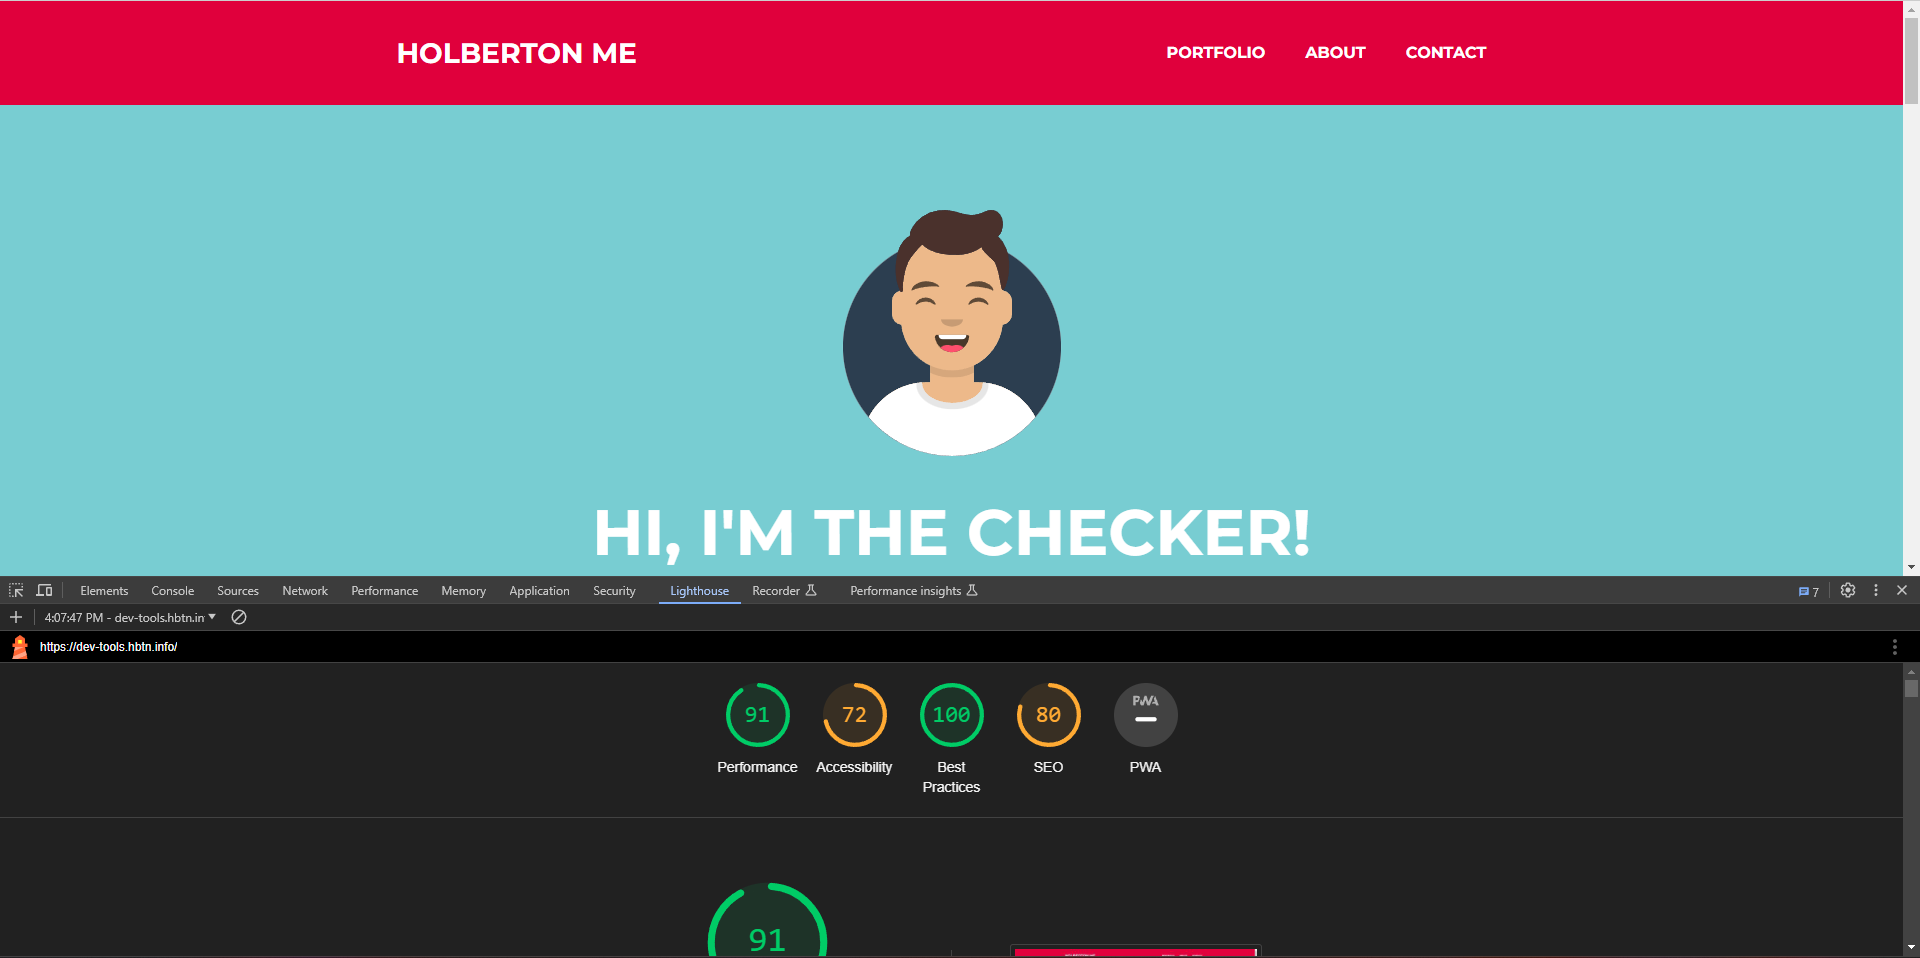 HOLBERTON ME
PORTFOLIO ABOUT CONTACT
HI, I'M THE CHECKER!
Elements Console Sources Network Performance Memory Application Security Lighthouse Recorder Performance insights 7
4:07:47 PM - dev-tools.hbtn.in
https://dev-tools.hbtn.info/
91 72 100 80 PWA
Performance Accessibility Best Practices SEO PWA
91